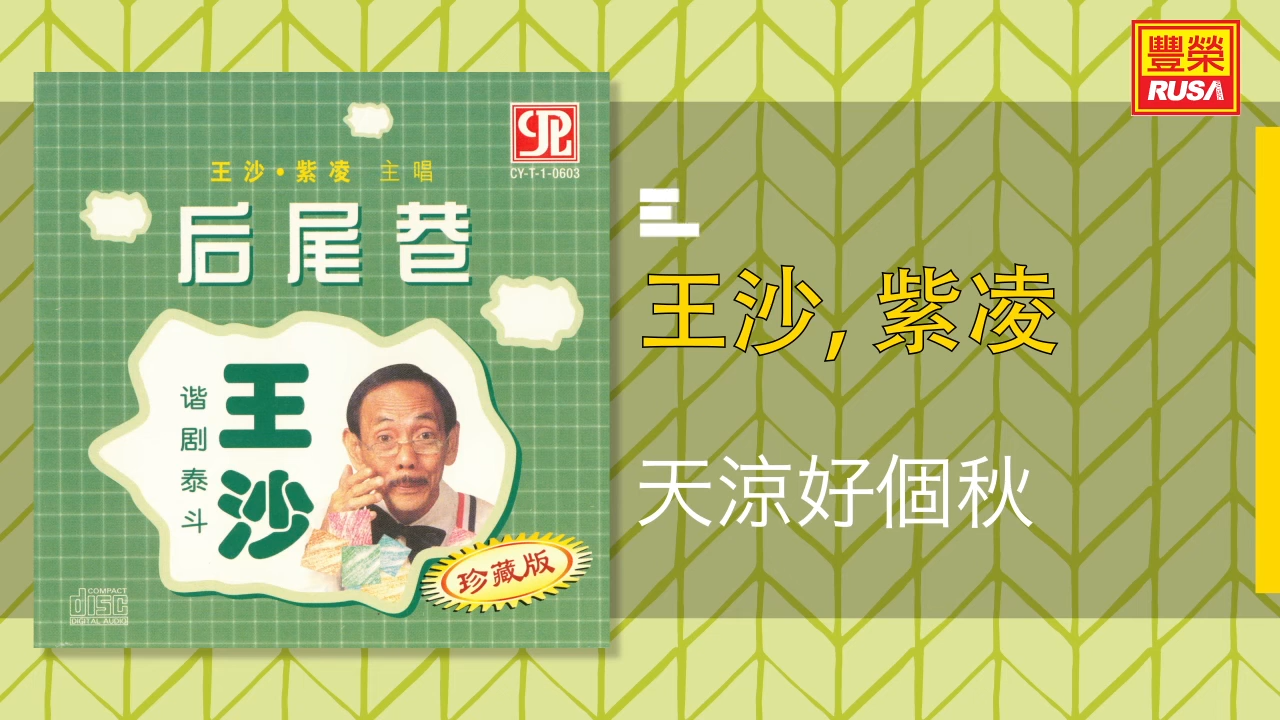 豐榮
RUSA
CY-T-1-0603
王沙·紫凌 主唱
后尾巷
谐剧泰斗
王沙
珍藏版
COMPACT
disc
DIGITAL AUDIO
王沙, 紫凌
天涼好個秋